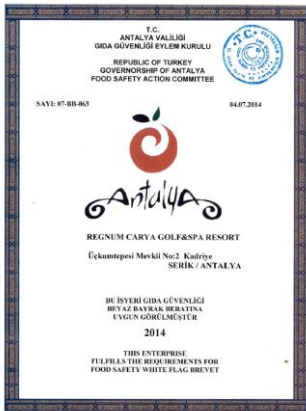 T.C.
ANTALYA VALİLİĞİ
GIDA GÜVENLİĞİ EYLEM KURULU
REPUBLIC OF TURKEY
GOVERNORSHIP OF ANTALYA
FOOD SAFETY ACTION COMMITTEE
SAYI: 07-BB-063
04.07.2014
Antalya
REGNUM CARYA GOLF&SPA RESORT
Üçkumtepesi Mevkii No:2 Kadriye
SERİK / ANTALYA
BU İŞYERİ GIDA GÜVENLİĞİ
BEYAZ BAYRAK BERATINA
UYGUN GÖRÜLMÜŞTÜR
2014
THIS ENTERPRISE
FULFILLS THE REQUIREMENTS FOR
FOOD SAFETY WHITE FLAG BREVET